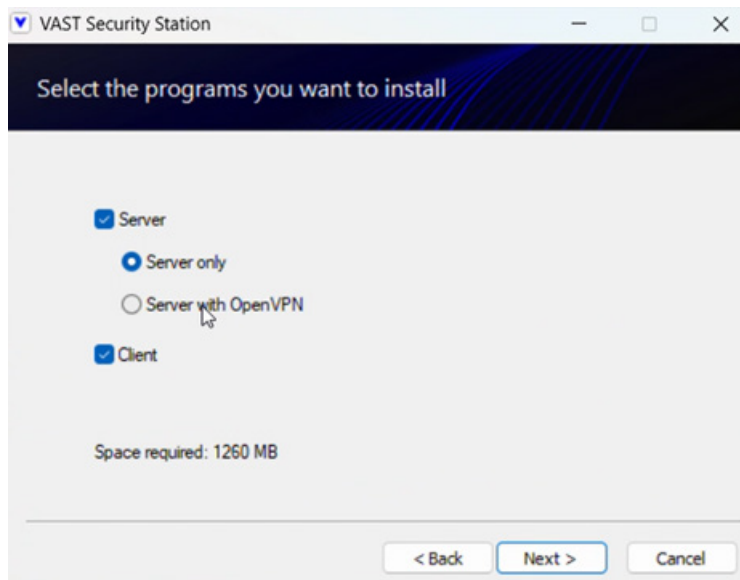 VAST Security Station
Select the programs you want to install
Server
Server only
Server with OpenVPN
Client
Space required: 1260 MB
< Back Next > Cancel